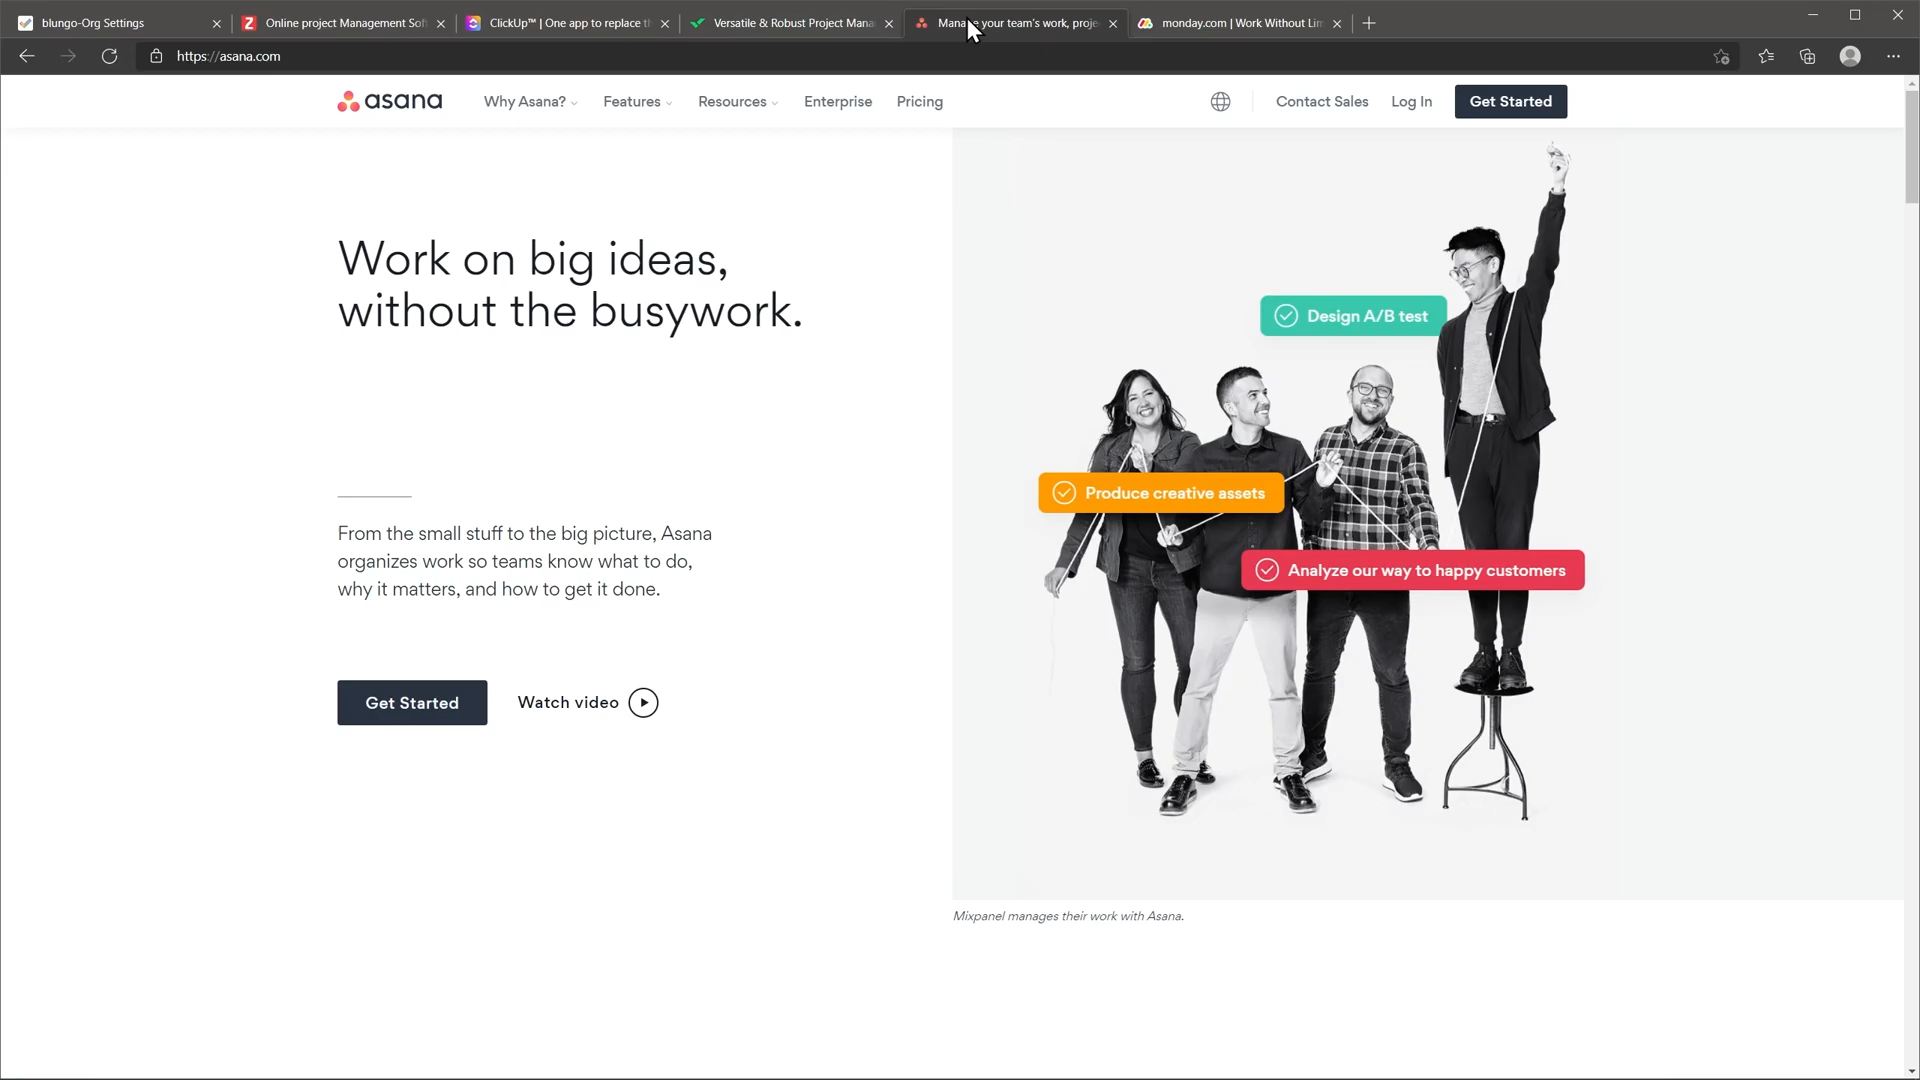 blungo-Org Settings
Online project Management Sof
ClickUp™ | One app to replace th
Versatile & Robust Project Mana
Manage your team's work, proje
monday.com | Work Without Lim
https://asana.com
asana
Why Asana?
Features
Resources
Enterprise
Pricing
Contact Sales
Log In
Get Started
Work on big ideas,
without the busywork.
Design A/B test
Produce creative assets
Analyze our way to happy customers
From the small stuff to the big picture, Asana
organizes work so teams know what to do,
why it matters, and how to get it done.
Get Started
Watch video
Mixpanel manages their work with Asana.